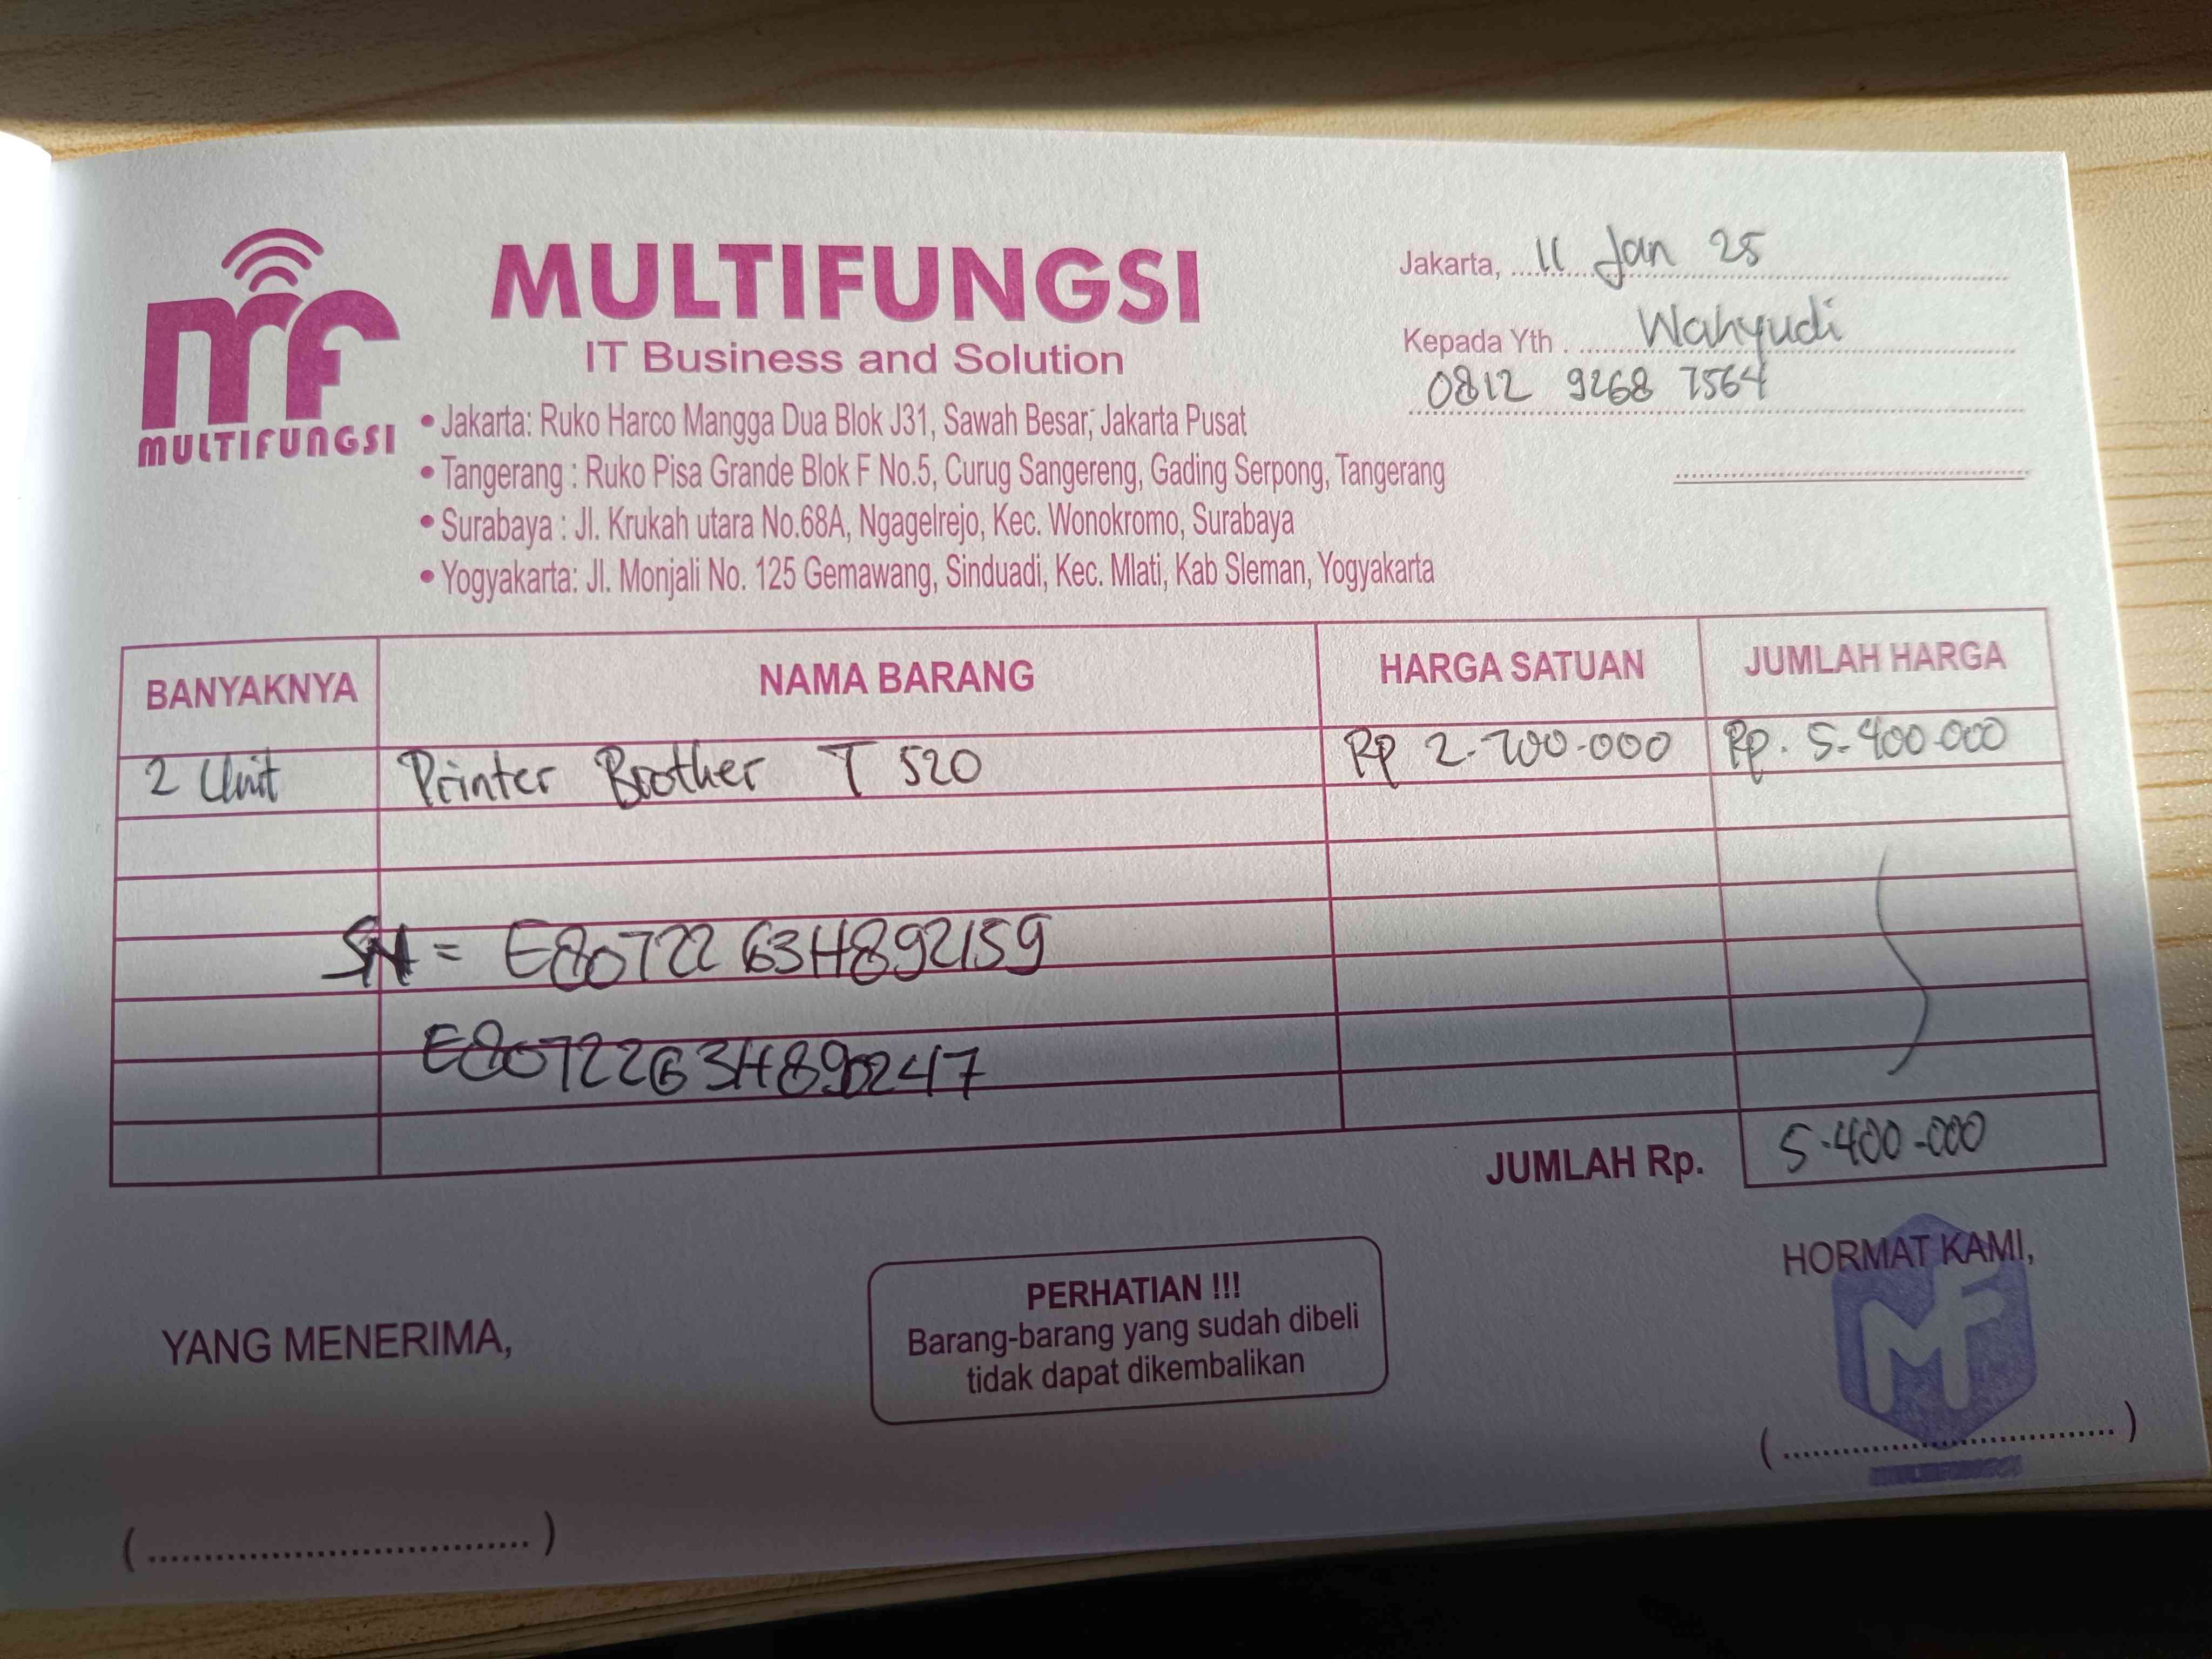 mf
MULTIFUNGSI
MULTIFUNGSI
IT Business and Solution
• Jakarta: Ruko Harco Mangga Dua Blok J31, Sawah Besar, Jakarta Pusat
• Tangerang : Ruko Pisa Grande Blok F No.5, Curug Sangereng, Gading Serpong, Tangerang
• Surabaya : Jl. Krukah utara No.68A, Ngagelrejo, Kec. Wonokromo, Surabaya
• Yogyakarta: Jl. Monjali No. 125 Gemawang, Sinduadi, Kec. Mlati, Kab Sleman, Yogyakarta
Jakarta, 11 Jan 25
Kepada Yth . Wahyudi
0812 9268 7564
BANYAKNYA NAMA BARANG HARGA SATUAN JUMLAH HARGA
2 Unit Printer Brother T 520 Rp 2.700.000 Rp. 5.400.000
SN = E80722G3H892159
E80722G3H890247
JUMLAH Rp. 5.400.000
YANG MENERIMA,
PERHATIAN !!!
Barang-barang yang sudah dibeli
tidak dapat dikembalikan
HORMAT KAMI,
MF
MULTIFUNGSI